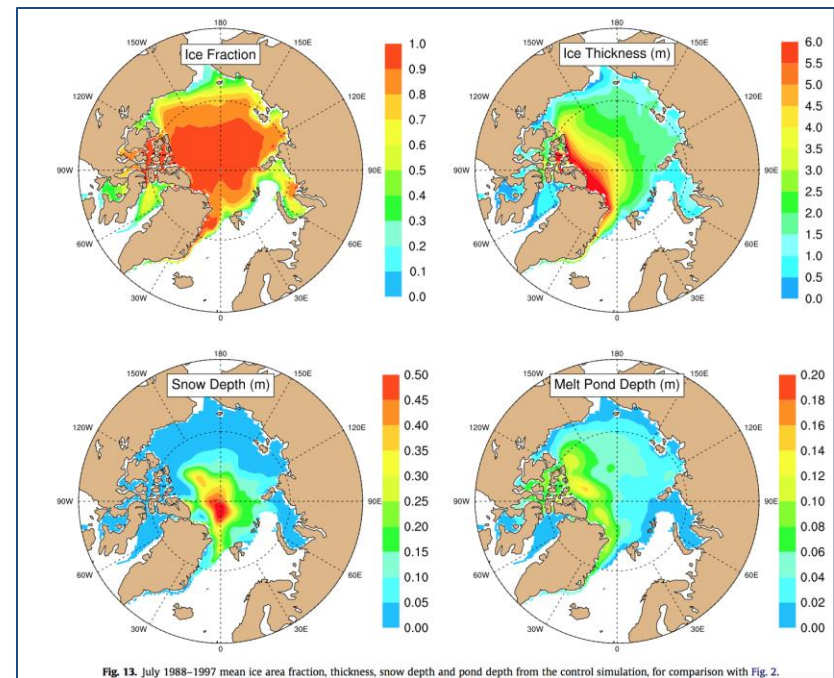 180
150W
150E
Ice Fraction
120W
120E
90W
90E
60W
60E
30W
30E
0
1.0
0.9
0.8
0.7
0.6
0.5
0.4
0.3
0.2
0.1
0.0
180
150W
150E
Ice Thickness (m)
120W
120E
90W
90E
60W
60E
30W
30E
0
6.0
5.5
5.0
4.5
4.0
3.5
3.0
2.5
2.0
1.5
1.0
0.5
0.0
180
150W
150E
Snow Depth (m)
120W
120E
90W
90E
60W
60E
30W
30E
0
0.50
0.45
0.40
0.35
0.30
0.25
0.20
0.15
0.10
0.05
0.00
180
150W
150E
Melt Pond Depth (m)
120W
120E
90W
90E
60W
60E
30W
30E
0
0.20
0.18
0.16
0.14
0.12
0.10
0.08
0.06
0.04
0.02
0.00
Fig. 13. July 1988–1997 mean ice area fraction, thickness, snow depth and pond depth from the control simulation, for comparison with Fig. 2.